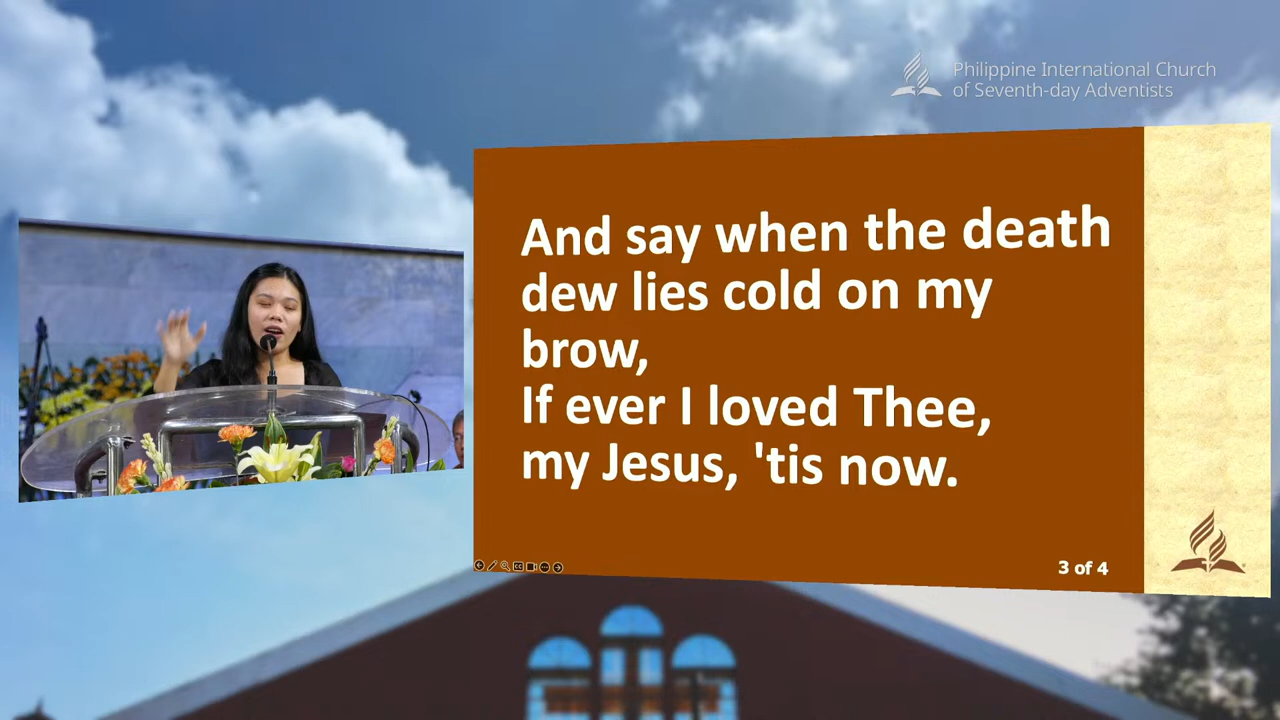 Philippine International Church
of Seventh-day Adventists
And say when the death
dew lies cold on my
brow,
If ever I loved Thee,
my Jesus, 'tis now.
3 of 4